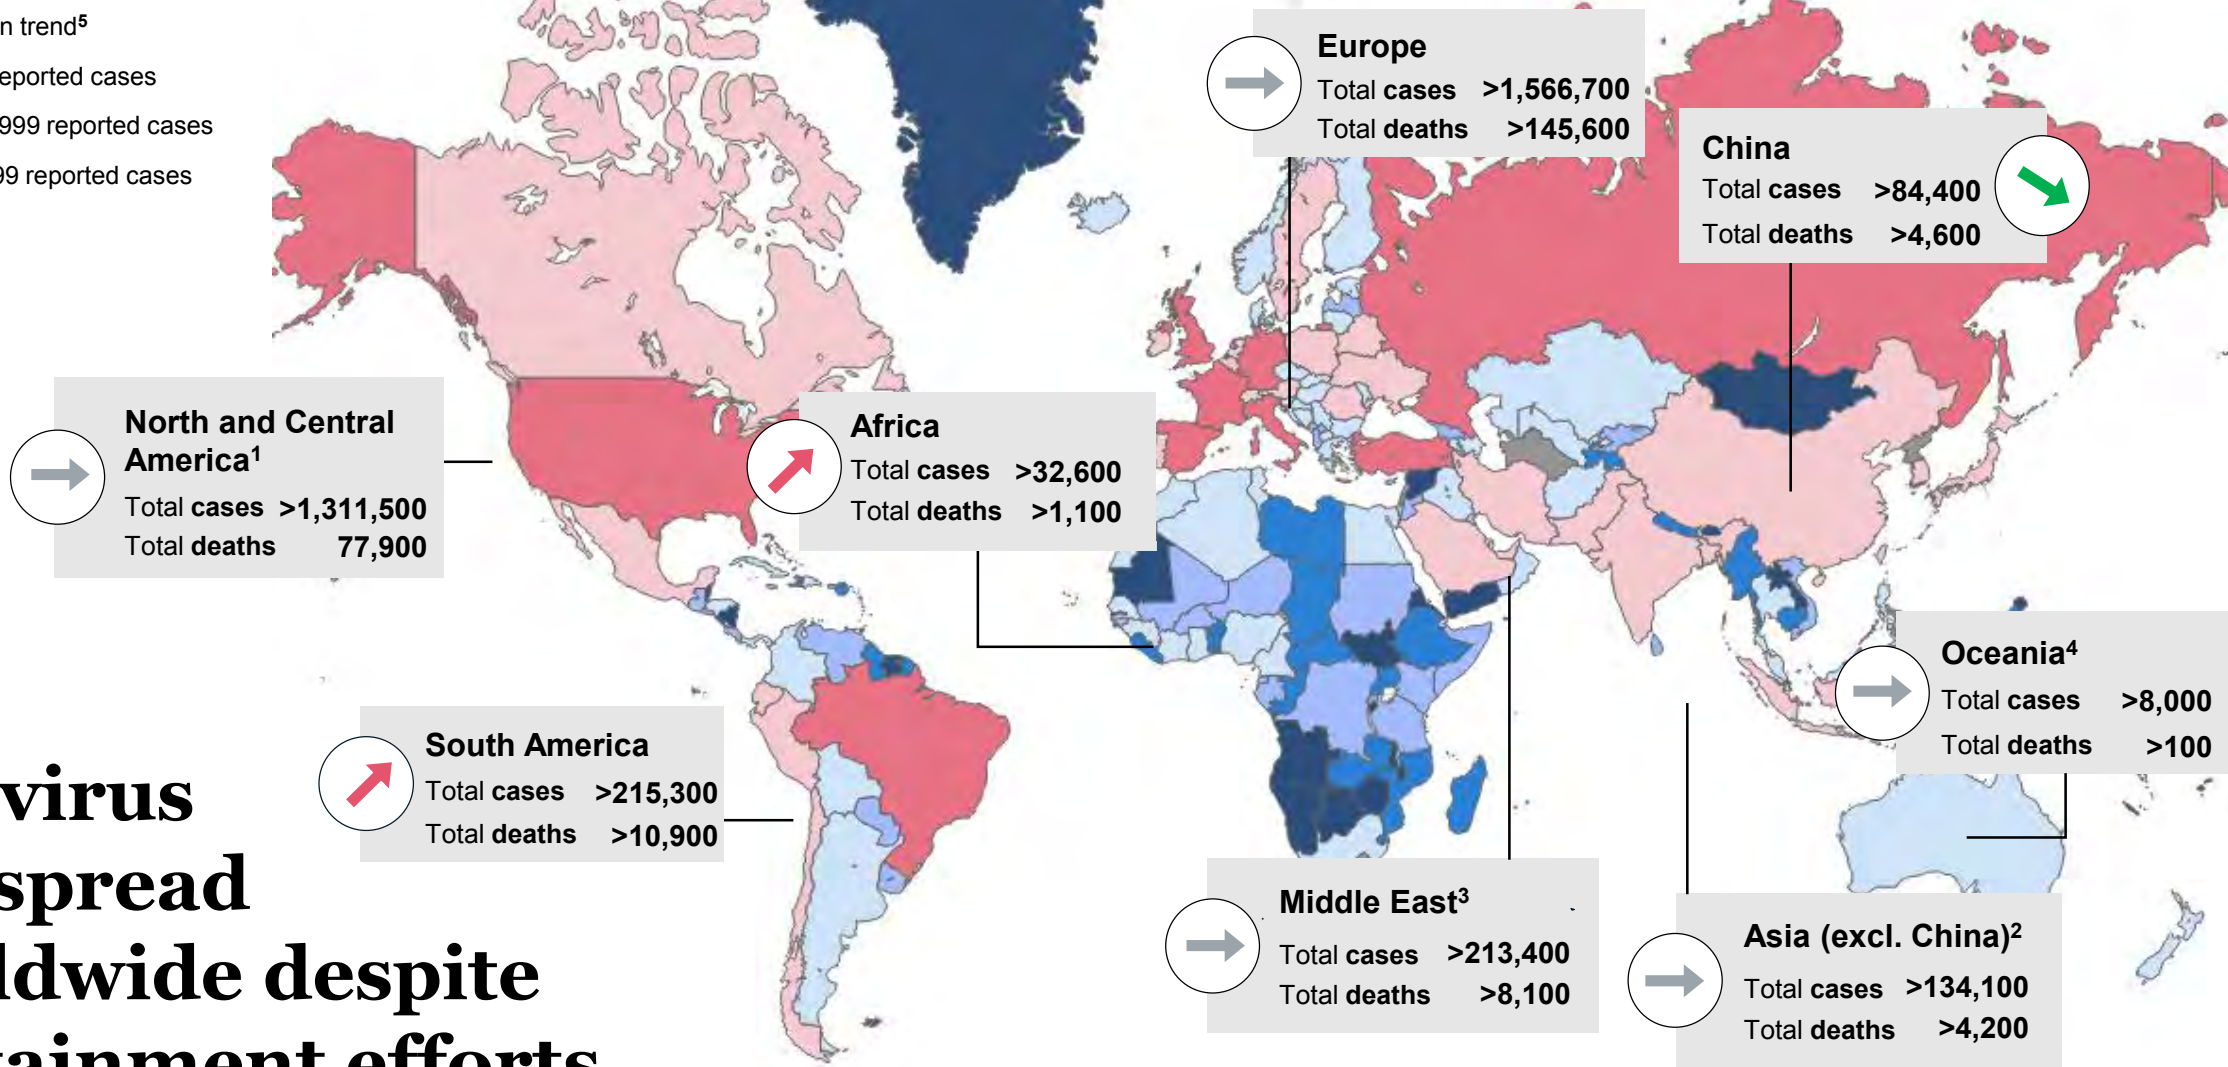 n trend5
eported cases
999 reported cases
99 reported cases
Europe
Total cases >1,566,700
Total deaths >145,600
China
Total cases >84,400
Total deaths >4,600
North and Central
America1
Total cases >1,311,500
Total deaths 77,900
Africa
Total cases >32,600
Total deaths >1,100
Oceania4
Total cases >8,000
Total deaths >100
South America
Total cases >215,300
Total deaths >10,900
Middle East3
Total cases >213,400
Total deaths >8,100
Asia (excl. China)2
Total cases >134,100
Total deaths >4,200
virus
spread
ldwide despite
tainment efforts